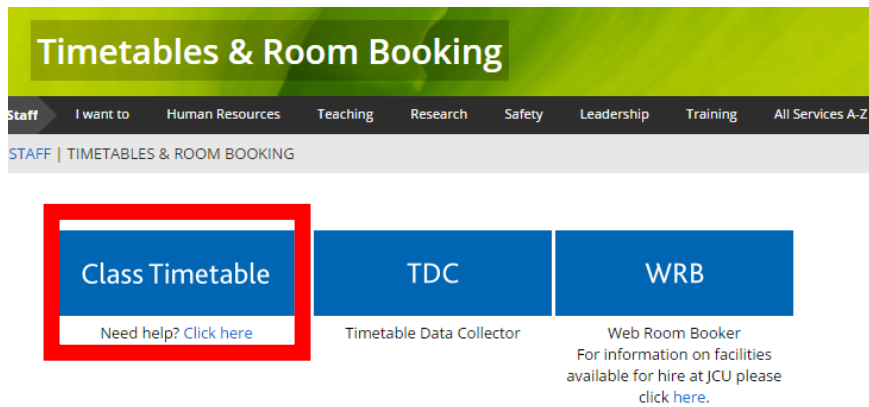 Timetables & Room Booking
Staff I want to Human Resources Teaching Research Safety Leadership Training All Services A-Z
STAFF | TIMETABLES & ROOM BOOKING
Class Timetable TDC WRB
Need help? Click here Timetable Data Collector Web Room Booker
For information on facilities
available for hire at JCU please
click here.